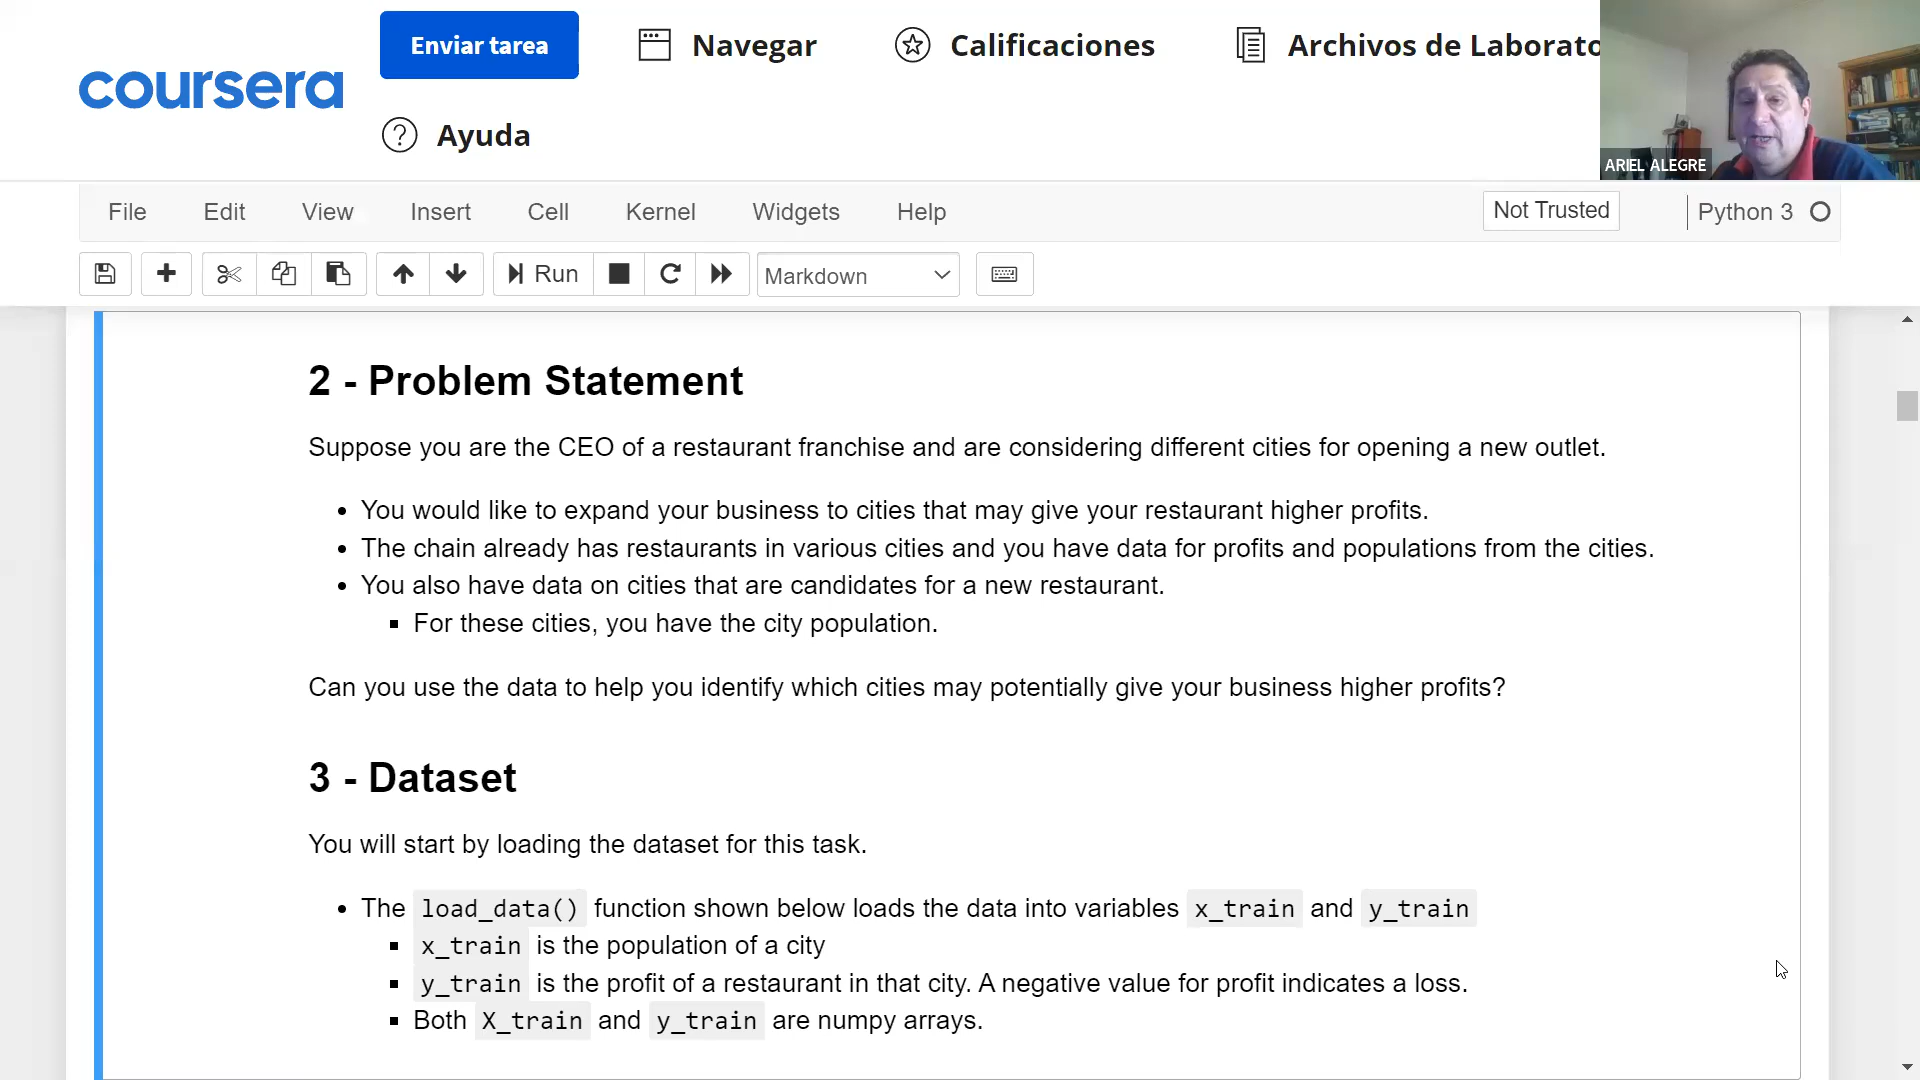 coursera
Enviar tarea
Navegar
Calificaciones
Archivos de Laborato
Ayuda
ARIEL ALEGRE
File Edit View Insert Cell Kernel Widgets Help
Not Trusted
Python 3
Run
Markdown
2 - Problem Statement
Suppose you are the CEO of a restaurant franchise and are considering different cities for opening a new outlet.
• You would like to expand your business to cities that may give your restaurant higher profits.
• The chain already has restaurants in various cities and you have data for profits and populations from the cities.
• You also have data on cities that are candidates for a new restaurant.
▪ For these cities, you have the city population.
Can you use the data to help you identify which cities may potentially give your business higher profits?
3 - Dataset
You will start by loading the dataset for this task.
• The load_data() function shown below loads the data into variables x_train and y_train
▪ x_train is the population of a city
▪ y_train is the profit of a restaurant in that city. A negative value for profit indicates a loss.
▪ Both X_train and y_train are numpy arrays.